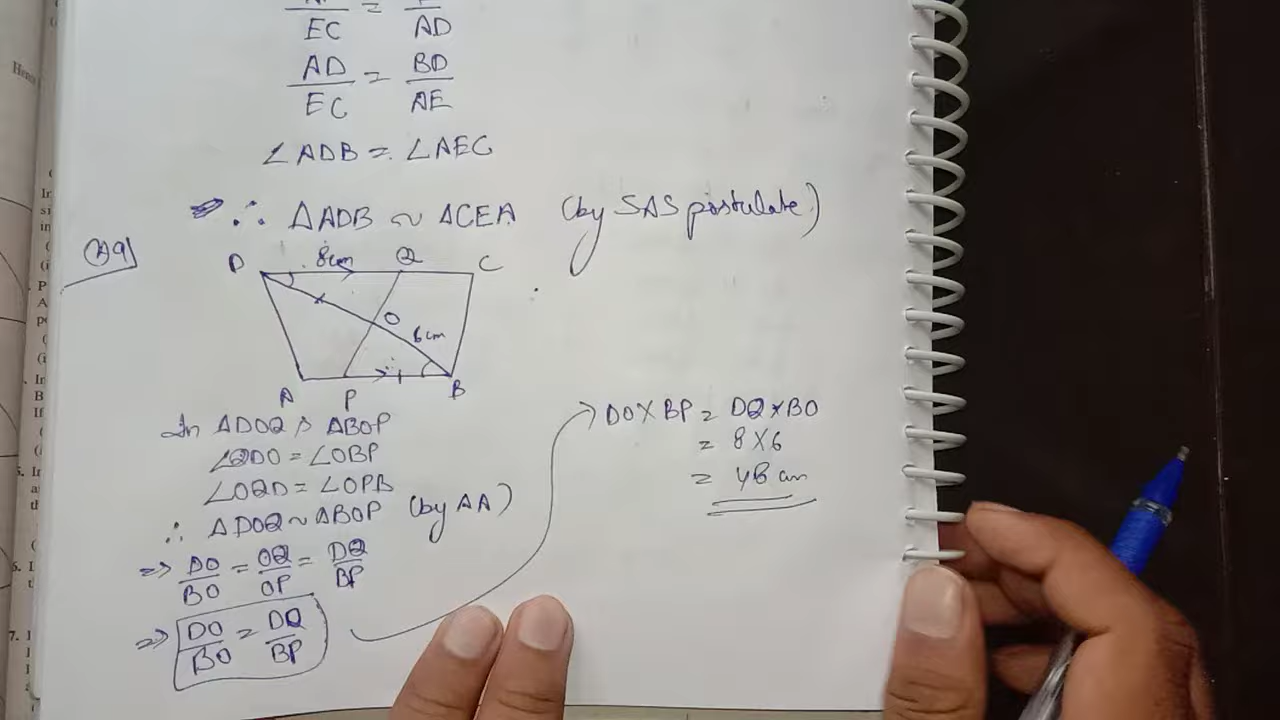 EC = AD
AD/EC = BD/AE
∠ADB = ∠AEC
∴ ΔADB ~ ΔCEA (by SAS postulate)
D 8cm Q C
O
6cm
A P B
In ΔDOQ & ΔBOP
∠QDO = ∠OBP
∠OQD = ∠OPB
∴ ΔDOQ ~ ΔBOP (by AA)
=> DO/BO = OQ/OP = DQ/BP
=> DO/BO = DQ/BP
DO × BP = DQ × BO
= 8 × 6
= 48 cm